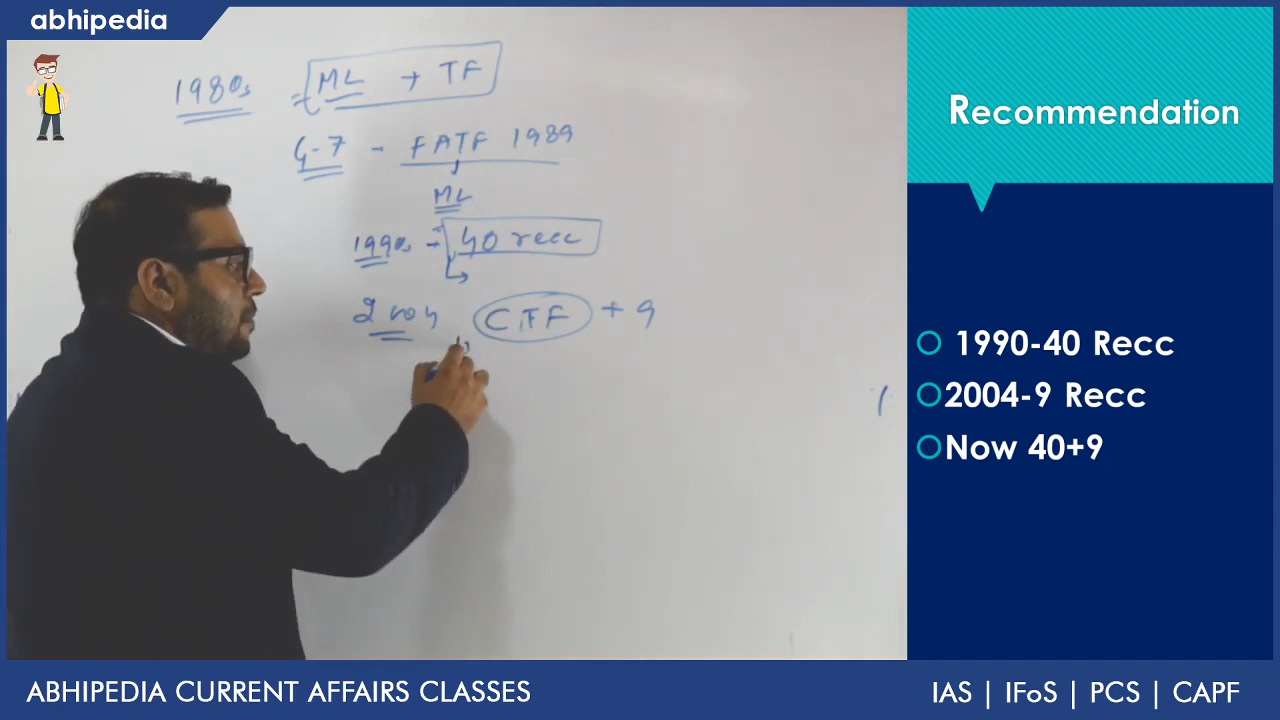 abhipedia
1980s = ML + TF
G-7 - FATF 1989
ML
1990s - 40 recc
2004 CTF + 9
Recommendation
1990-40 Recc
2004-9 Recc
Now 40+9
ABHIPEDIA CURRENT AFFAIRS CLASSES
IAS | IFoS | PCS | CAPF